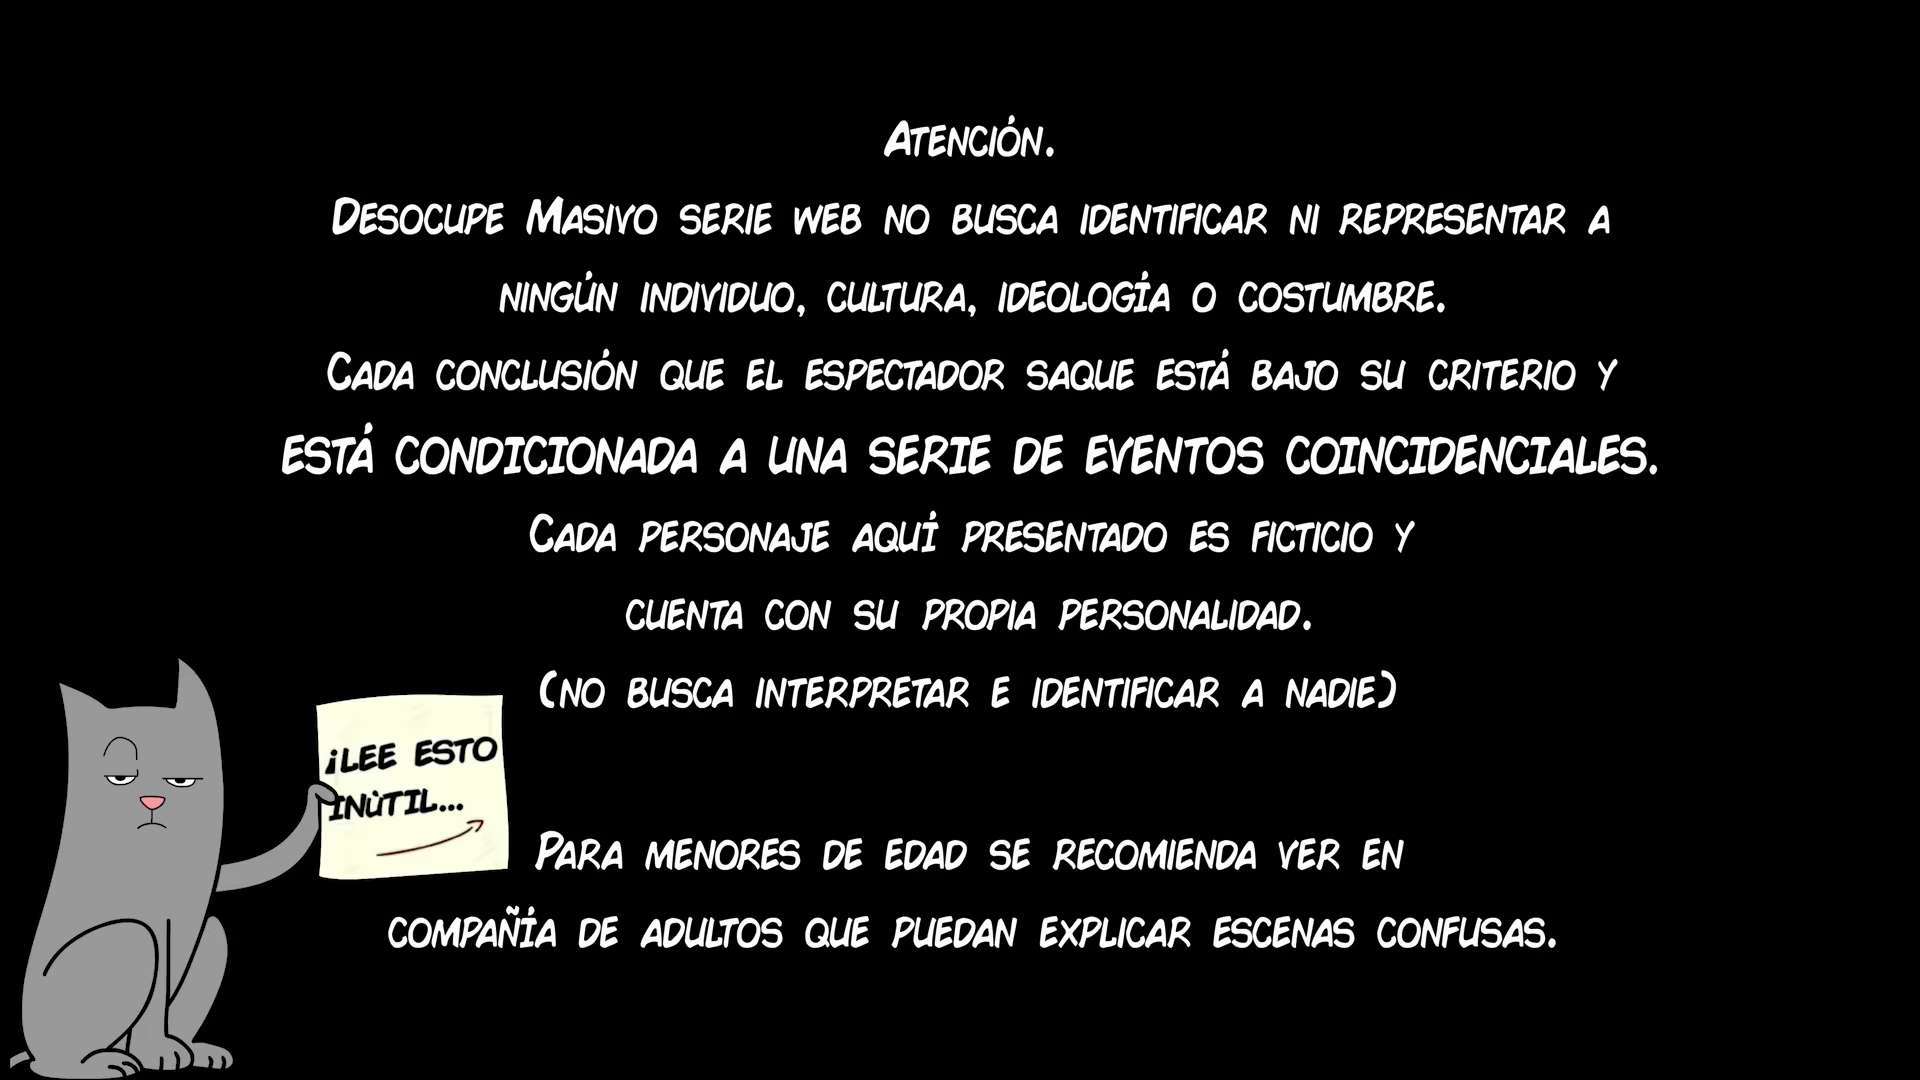 Atención.
Desocupe Masivo serie web no busca identificar ni representar a
ningún individuo, cultura, ideología o costumbre.
Cada conclusión que el espectador saque está bajo su criterio y
ESTÁ CONDICIONADA A UNA SERIE DE EVENTOS COINCIDENCIALES.
Cada personaje aquí presentado es ficticio y
cuenta con su propia personalidad.
(no busca interpretar e identificar a nadie)
¡LEE ESTO
INÙTIL...
Para menores de edad se recomienda ver en
compañía de adultos que puedan explicar escenas confusas.